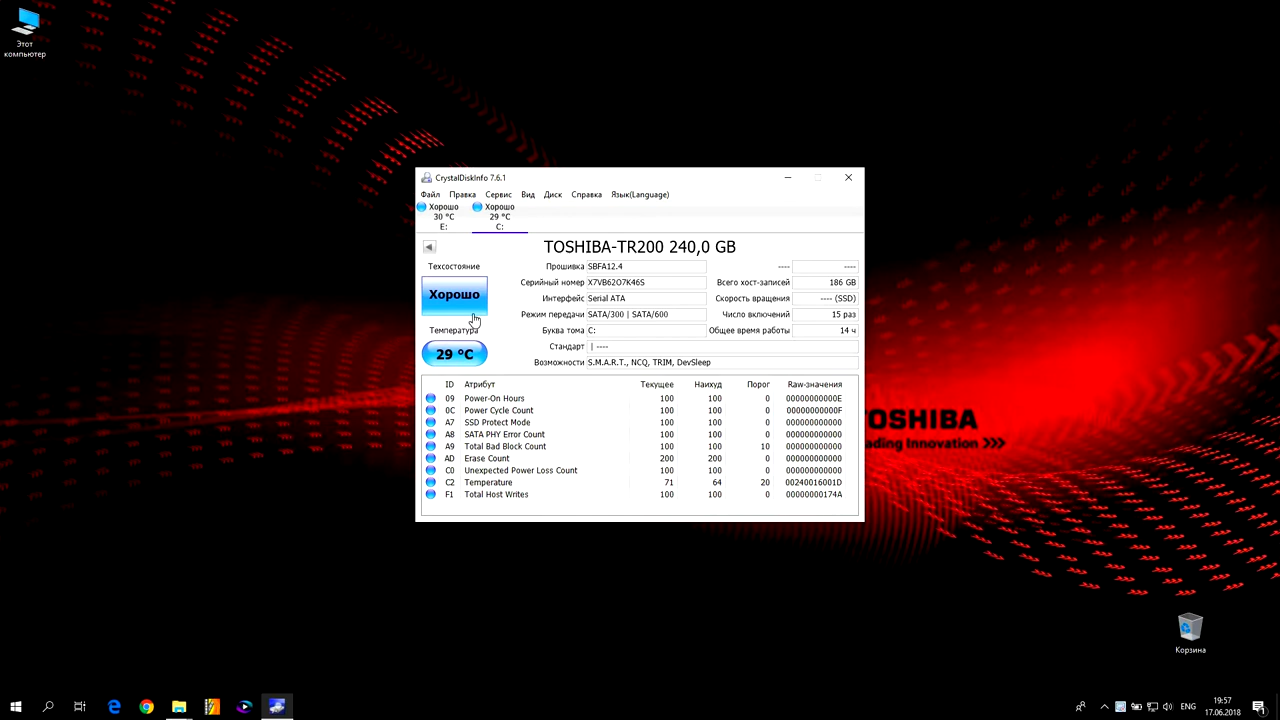 Этот
компьютер
CrystalDiskInfo 7.6.1
Файл Правка Сервис Вид Диск Справка Язык(Language)
Хорошо Хорошо
30 °C 29 °C
E: C:
TOSHIBA-TR200 240,0 GB
Техсостояние Прошивка SBFA12.4 ---- ----
Серийный номер X7VB62O7K46S Всего хост-записей 186 GB
Хорошо Интерфейс Serial ATA Скорость вращения ---- (SSD)
Режим передачи SATA/300 | SATA/600 Число включений 15 раз
Температура Буква тома C: Общее время работы 14 ч
Стандарт | ----
29 °C Возможности S.M.A.R.T., NCQ, TRIM, DevSleep
ID Атрибут Текущее Наихуд Порог Raw-значения
09 Power-On Hours 100 100 0 00000000000E
0C Power Cycle Count 100 100 0 00000000000F
A7 SSD Protect Mode 100 100 0 000000000000
A8 SATA PHY Error Count 100 100 0 000000000000
A9 Total Bad Block Count 100 100 10 000000000000
AD Erase Count 200 200 0 000000000000
C0 Unexpected Power Loss Count 100 100 0 000000000000
C2 Temperature 71 64 20 00240016001D
F1 Total Host Writes 100 100 0 00000000174A
TOSHIBA
ading Innovation >>>
Корзина
ENG
19:57
17.06.2018
1